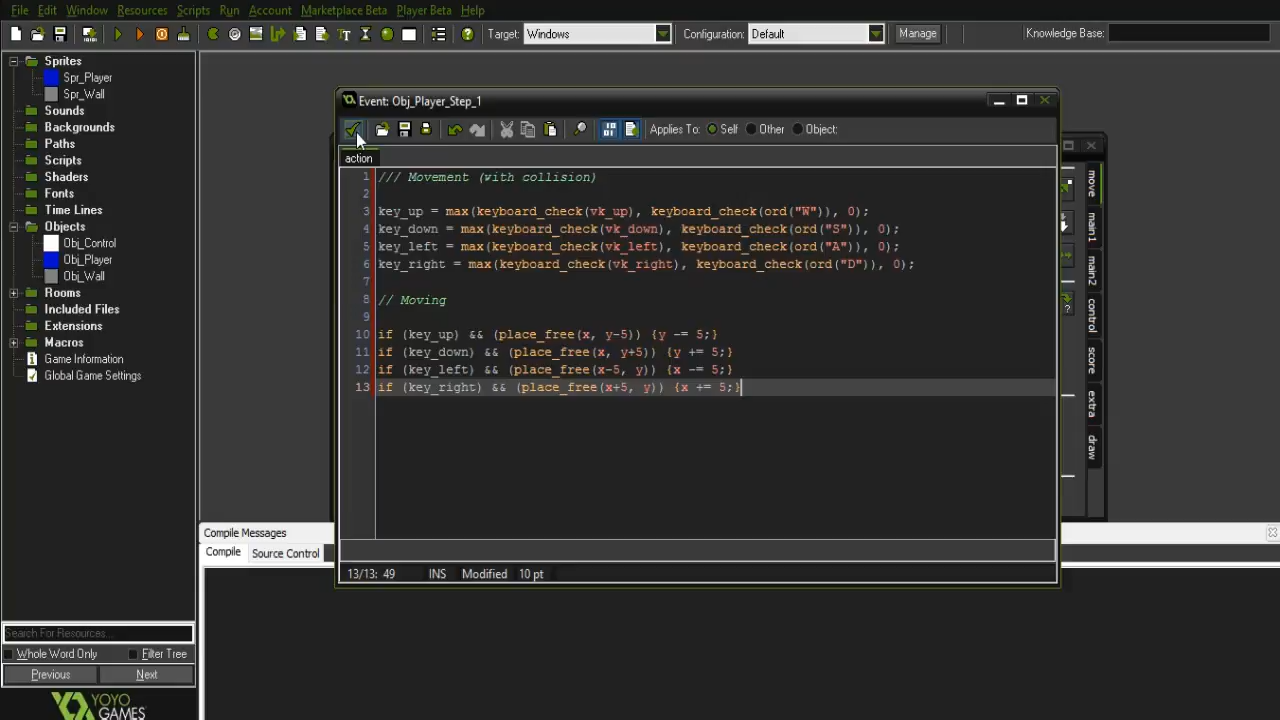 File Edit Window Resources Scripts Run Account Marketplace Beta Player Beta Help
Target: Windows Configuration: Default Manage Knowledge Base:
Sprites
Spr_Player
Spr_Wall
Sounds
Backgrounds
Paths
Scripts
Shaders
Fonts
Time Lines
Objects
Obj_Control
Obj_Player
Obj_Wall
Rooms
Included Files
Extensions
Macros
Game Information
Global Game Settings
Search For Resources...
Whole Word Only Filter Tree
Previous Next
YOYO
GAMES
Event: Obj_Player_Step_1
Applies To: Self Other Object:
action
1 /// Movement (with collision)
2
3 key_up = max(keyboard_check(vk_up), keyboard_check(ord("W")), 0);
4 key_down = max(keyboard_check(vk_down), keyboard_check(ord("S")), 0);
5 key_left = max(keyboard_check(vk_left), keyboard_check(ord("A")), 0);
6 key_right = max(keyboard_check(vk_right), keyboard_check(ord("D")), 0);
7
8 // Moving
9
10 if (key_up) && (place_free(x, y-5)) {y -= 5;}
11 if (key_down) && (place_free(x, y+5)) {y += 5;}
12 if (key_left) && (place_free(x-5, y)) {x -= 5;}
13 if (key_right) && (place_free(x+5, y)) {x += 5;}
13/13: 49 INS Modified 10 pt
move
main1
main2
control
score
extra
draw
Compile Messages
Compile Source Control